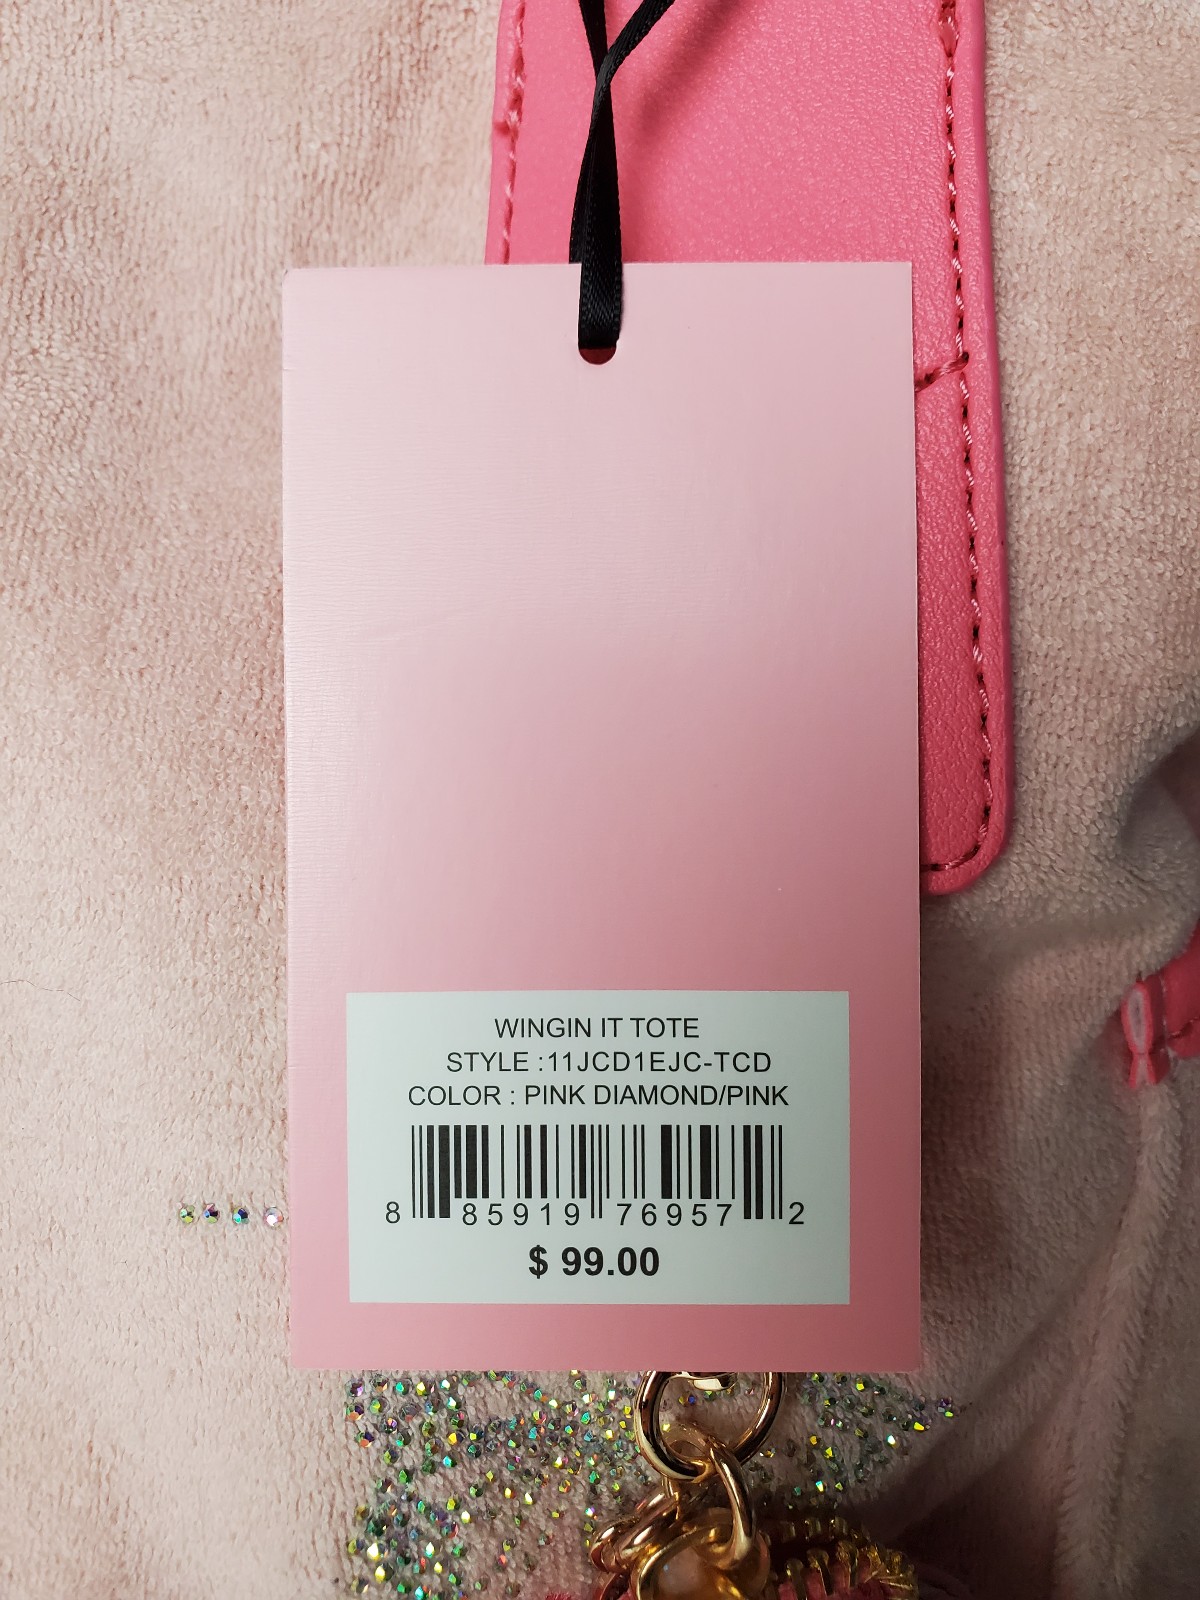 WINGIN IT TOTE
STYLE :11JCD1EJC-TCD
COLOR : PINK DIAMOND/PINK
8 85919 76957 2
$ 99.00